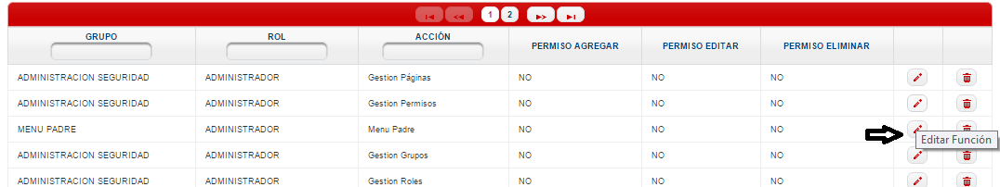 1 2
GRUPO ROL ACCIÓN PERMISO AGREGAR PERMISO EDITAR PERMISO ELIMINAR
ADMINISTRACION SEGURIDAD ADMINISTRADOR Gestion Páginas NO NO NO
ADMINISTRACION SEGURIDAD ADMINISTRADOR Gestion Permisos NO NO NO
MENU PADRE ADMINISTRADOR Menu Padre NO NO NO
Editar Función
ADMINISTRACION SEGURIDAD ADMINISTRADOR Gestion Grupos NO NO NO
ADMINISTRACION SEGURIDAD ADMINISTRADOR Gestion Roles NO NO NO